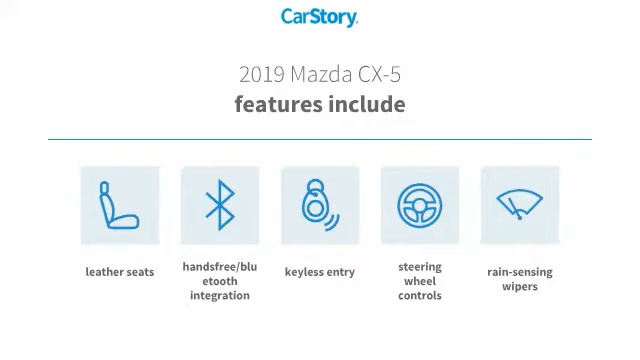 CarStory.
2019 Mazda CX-5
features include
leather seats
handsfree/blu
etooth
integration
keyless entry
steering
wheel
controls
rain-sensing
wipers